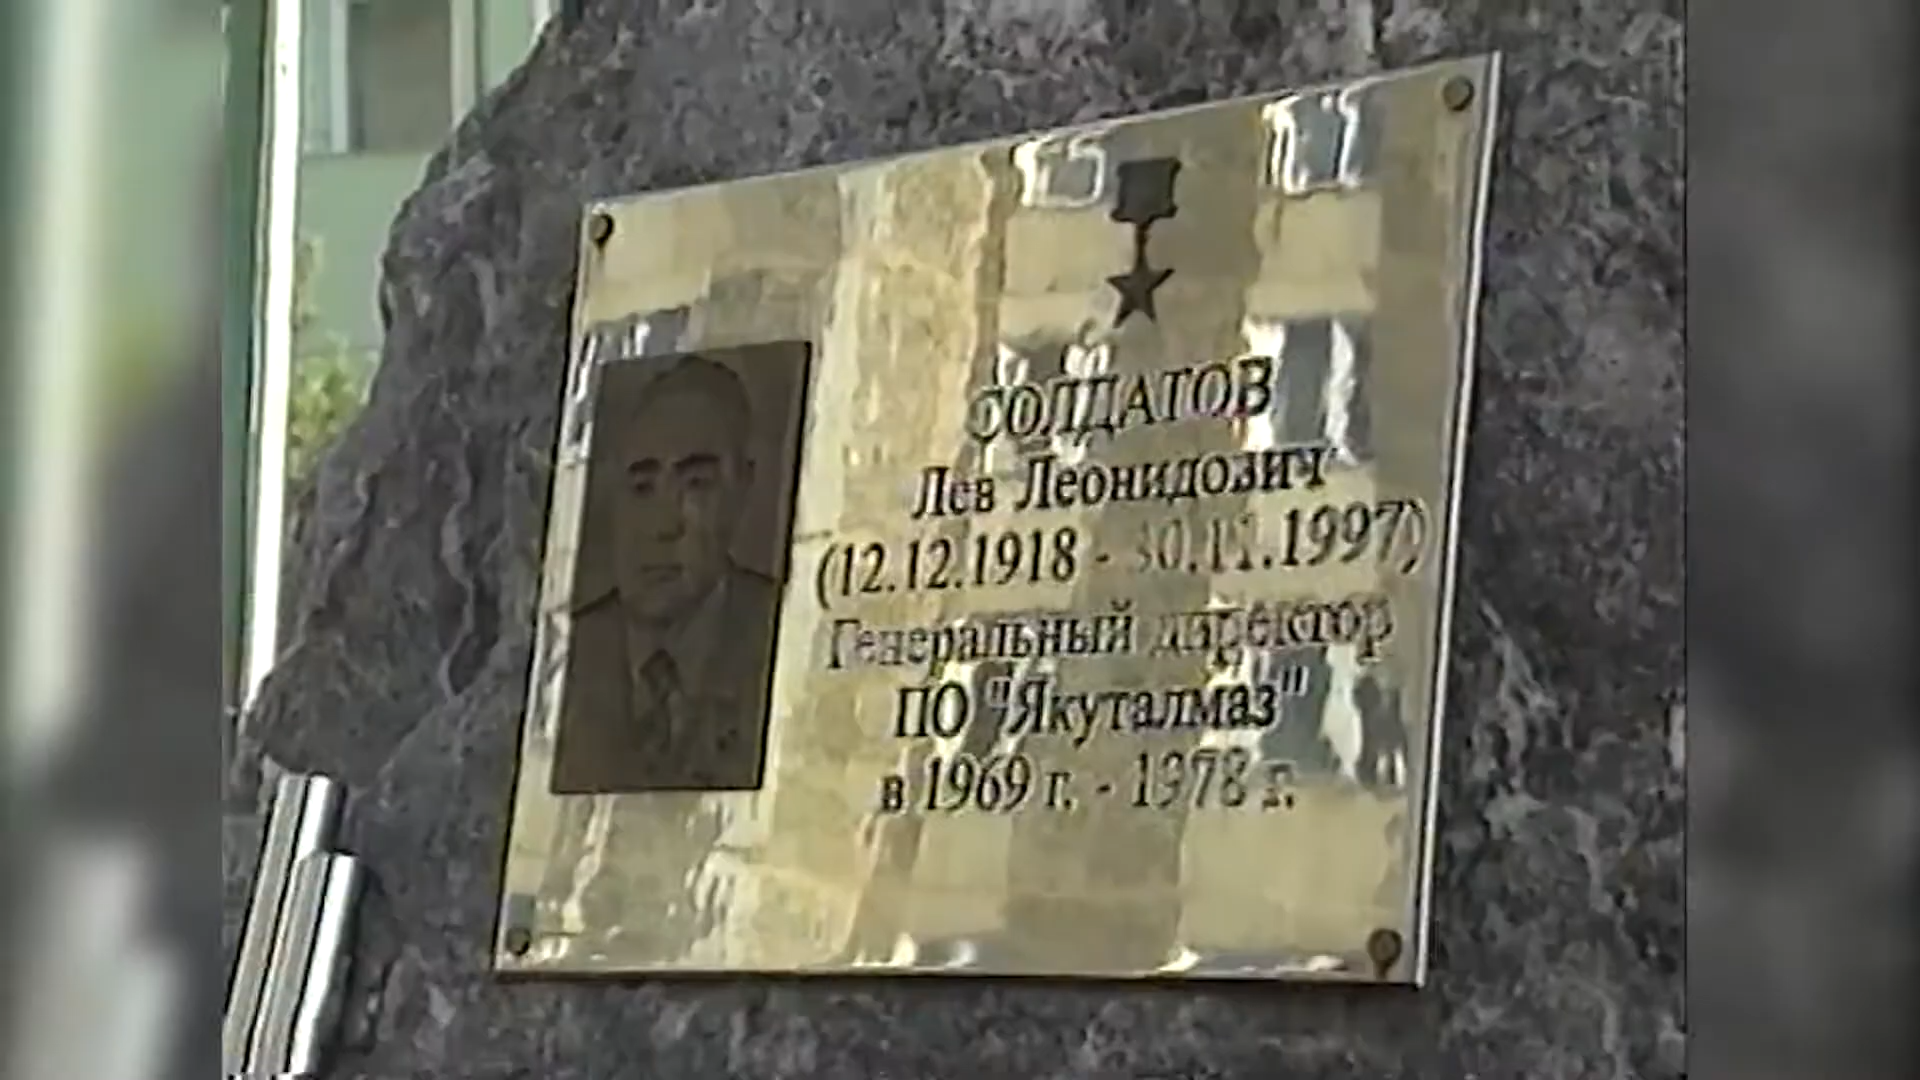 СОЛДАТОВ
Лев Леонидович
(12.12.1918 - 30.11.1997)
Генеральный директор
ПО "Якуталмаз"
в 1969 г. - 1978 г.